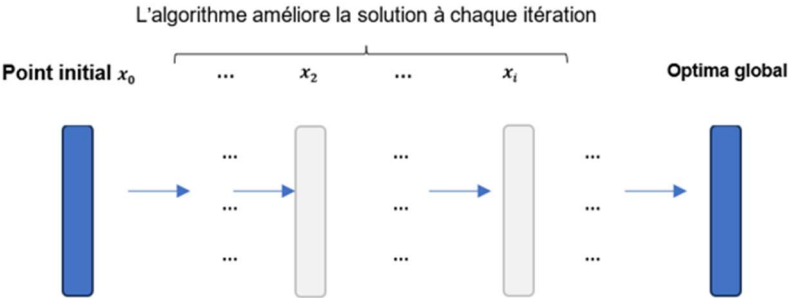 L'algorithme améliore la solution à chaque itération
Point initial x₀ ... x₂ ... xᵢ Optima global
... ... ...
... ... ...
... ... ...